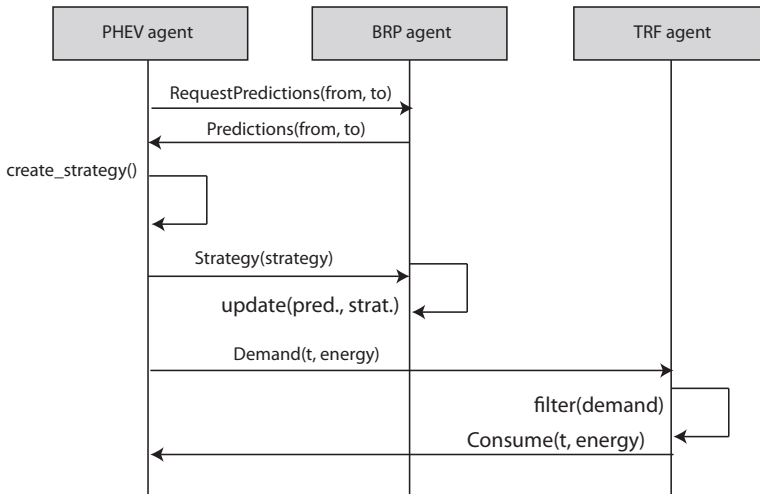 PHEV agent
BRP agent
TRF agent
RequestPredictions(from, to)
Predictions(from, to)
create_strategy()
Strategy(strategy)
update(pred., strat.)
Demand(t, energy)
filter(demand)
Consume(t, energy)